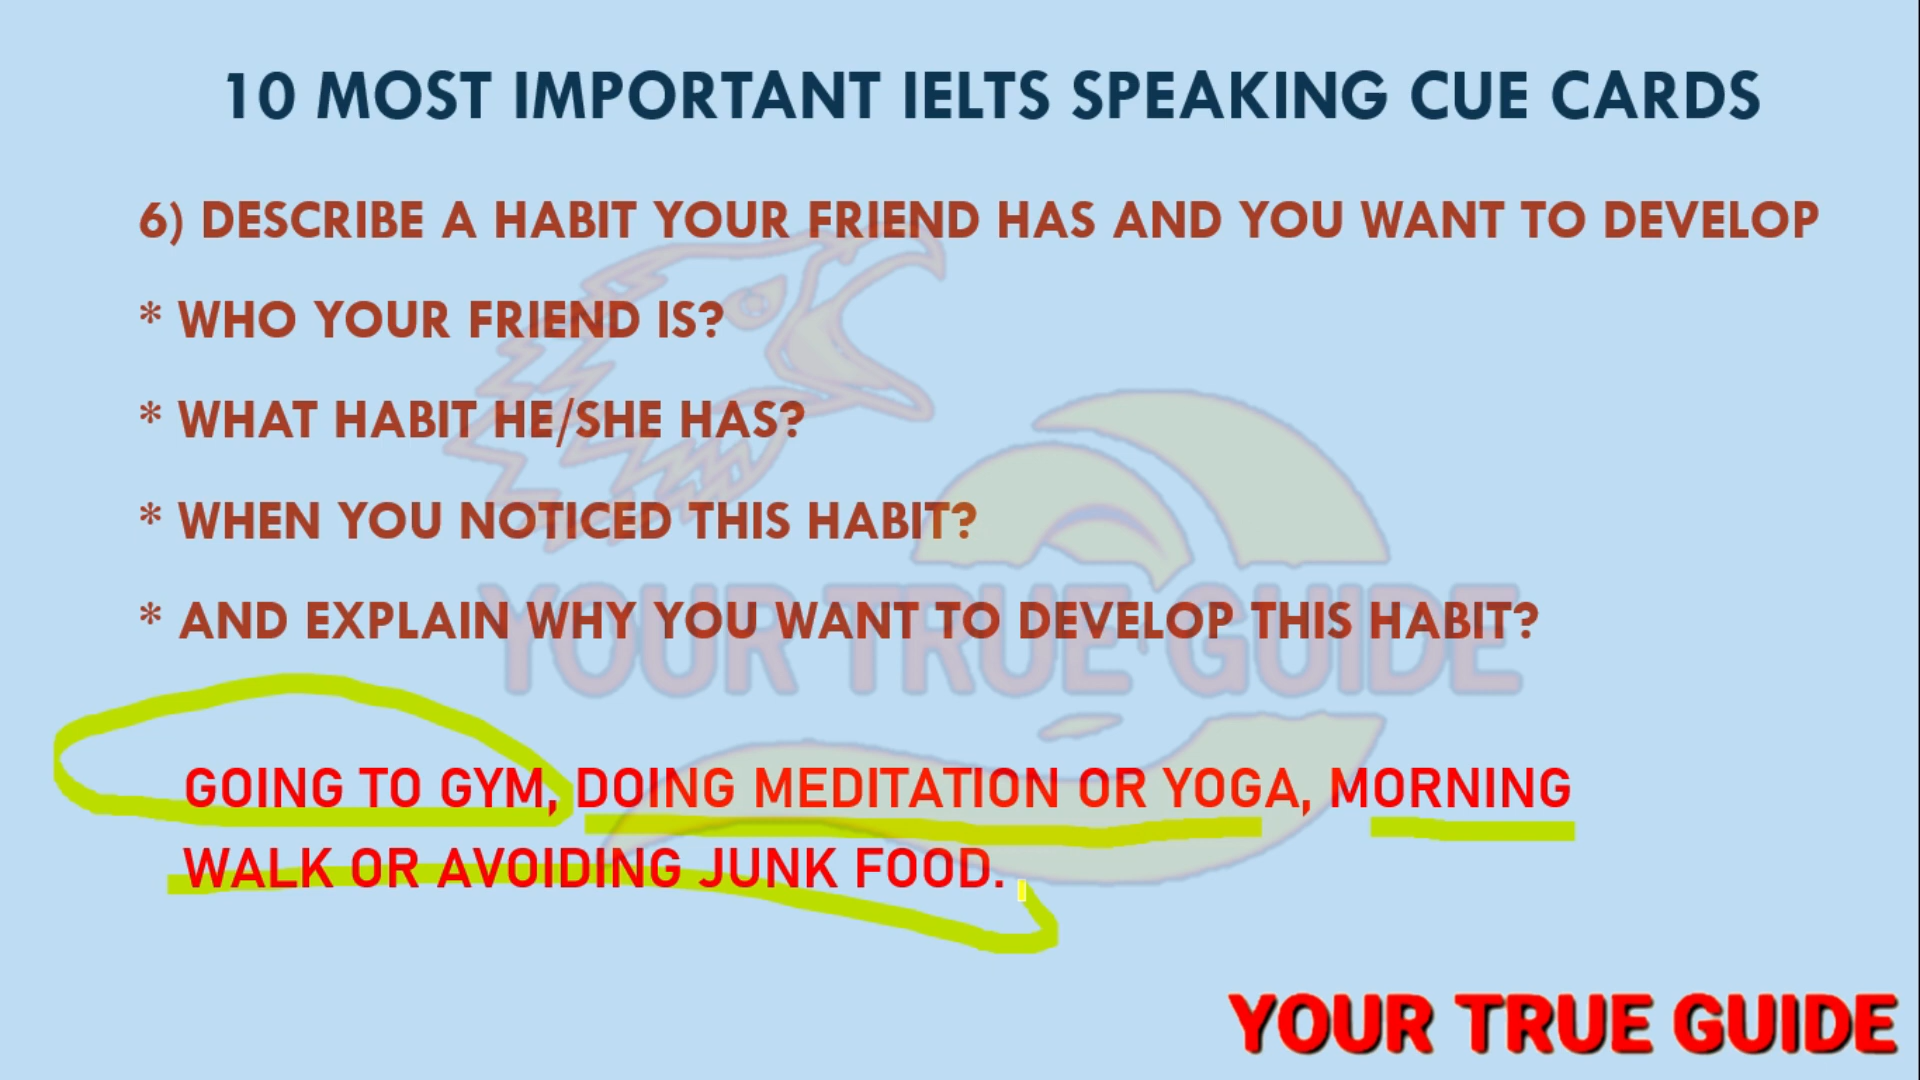 10 MOST IMPORTANT IELTS SPEAKING CUE CARDS
6) DESCRIBE A HABIT YOUR FRIEND HAS AND YOU WANT TO DEVELOP
* WHO YOUR FRIEND IS?
* WHAT HABIT HE/SHE HAS?
* WHEN YOU NOTICED THIS HABIT?
* AND EXPLAIN WHY YOU WANT TO DEVELOP THIS HABIT?
YOUR TRUE GUIDE
GOING TO GYM, DOING MEDITATION OR YOGA, MORNING
WALK OR AVOIDING JUNK FOOD.
YOUR TRUE GUIDE